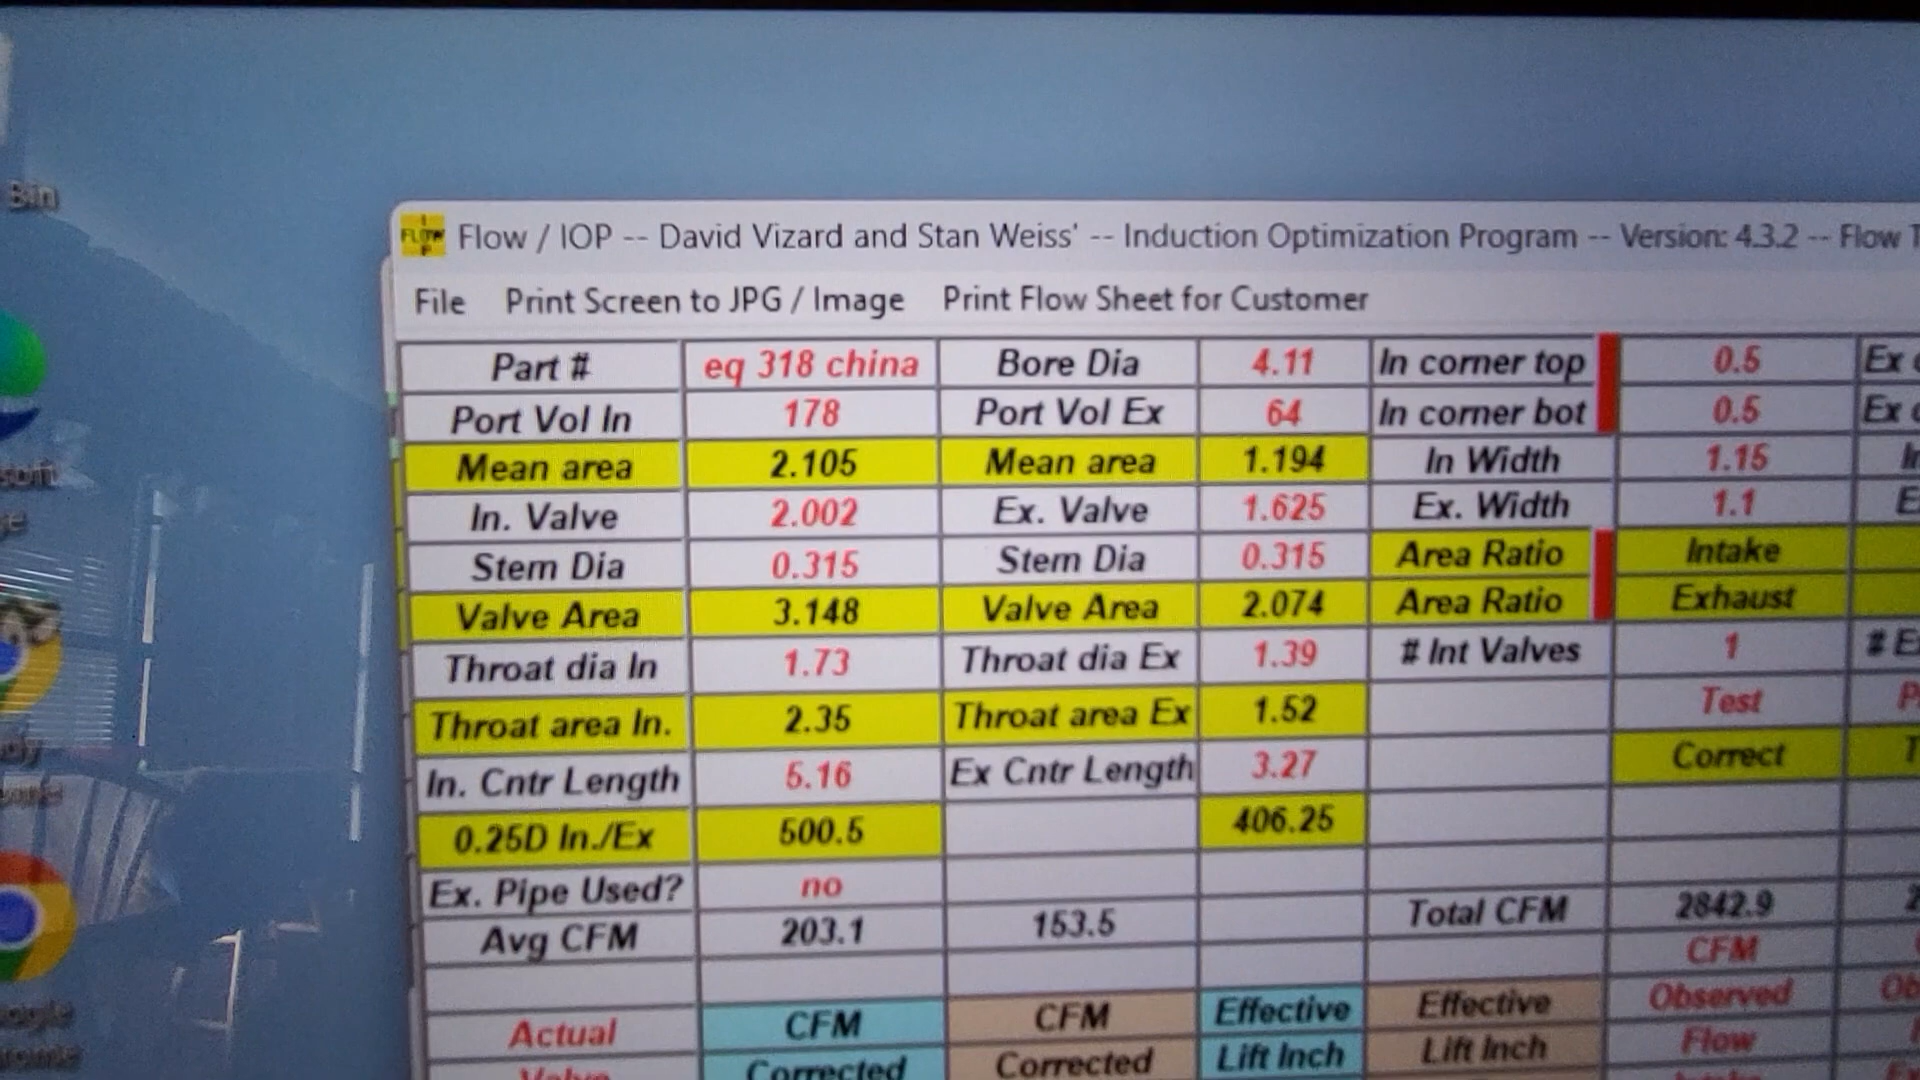 Bin
FLOW
Flow / IOP -- David Vizard and Stan Weiss' -- Induction Optimization Program -- Version: 4.3.2 -- Flow
File Print Screen to JPG / Image Print Flow Sheet for Customer
Part # eq 318 china Bore Dia 4.11 In corner top 0.5 Ex
Port Vol In 178 Port Vol Ex 64 In corner bot 0.5 Ex
Mean area 2.105 Mean area 1.194 In Width 1.15
In. Valve 2.002 Ex. Valve 1.625 Ex. Width 1.1
Stem Dia 0.315 Stem Dia 0.315 Area Ratio Intake
Valve Area 3.148 Valve Area 2.074 Area Ratio Exhaust
Throat dia In 1.73 Throat dia Ex 1.39 # Int Valves 1 #
Throat area In. 2.35 Throat area Ex 1.52 Test
In. Cntr Length 5.16 Ex Cntr Length 3.27 Correct
0.25D In./Ex 500.5 406.25
Ex. Pipe Used? no
Avg CFM 203.1 153.5 Total CFM 2842.9
CFM
Actual CFM CFM Effective Effective Observed
Valve Corrected Corrected Lift Inch Lift Inch Flow